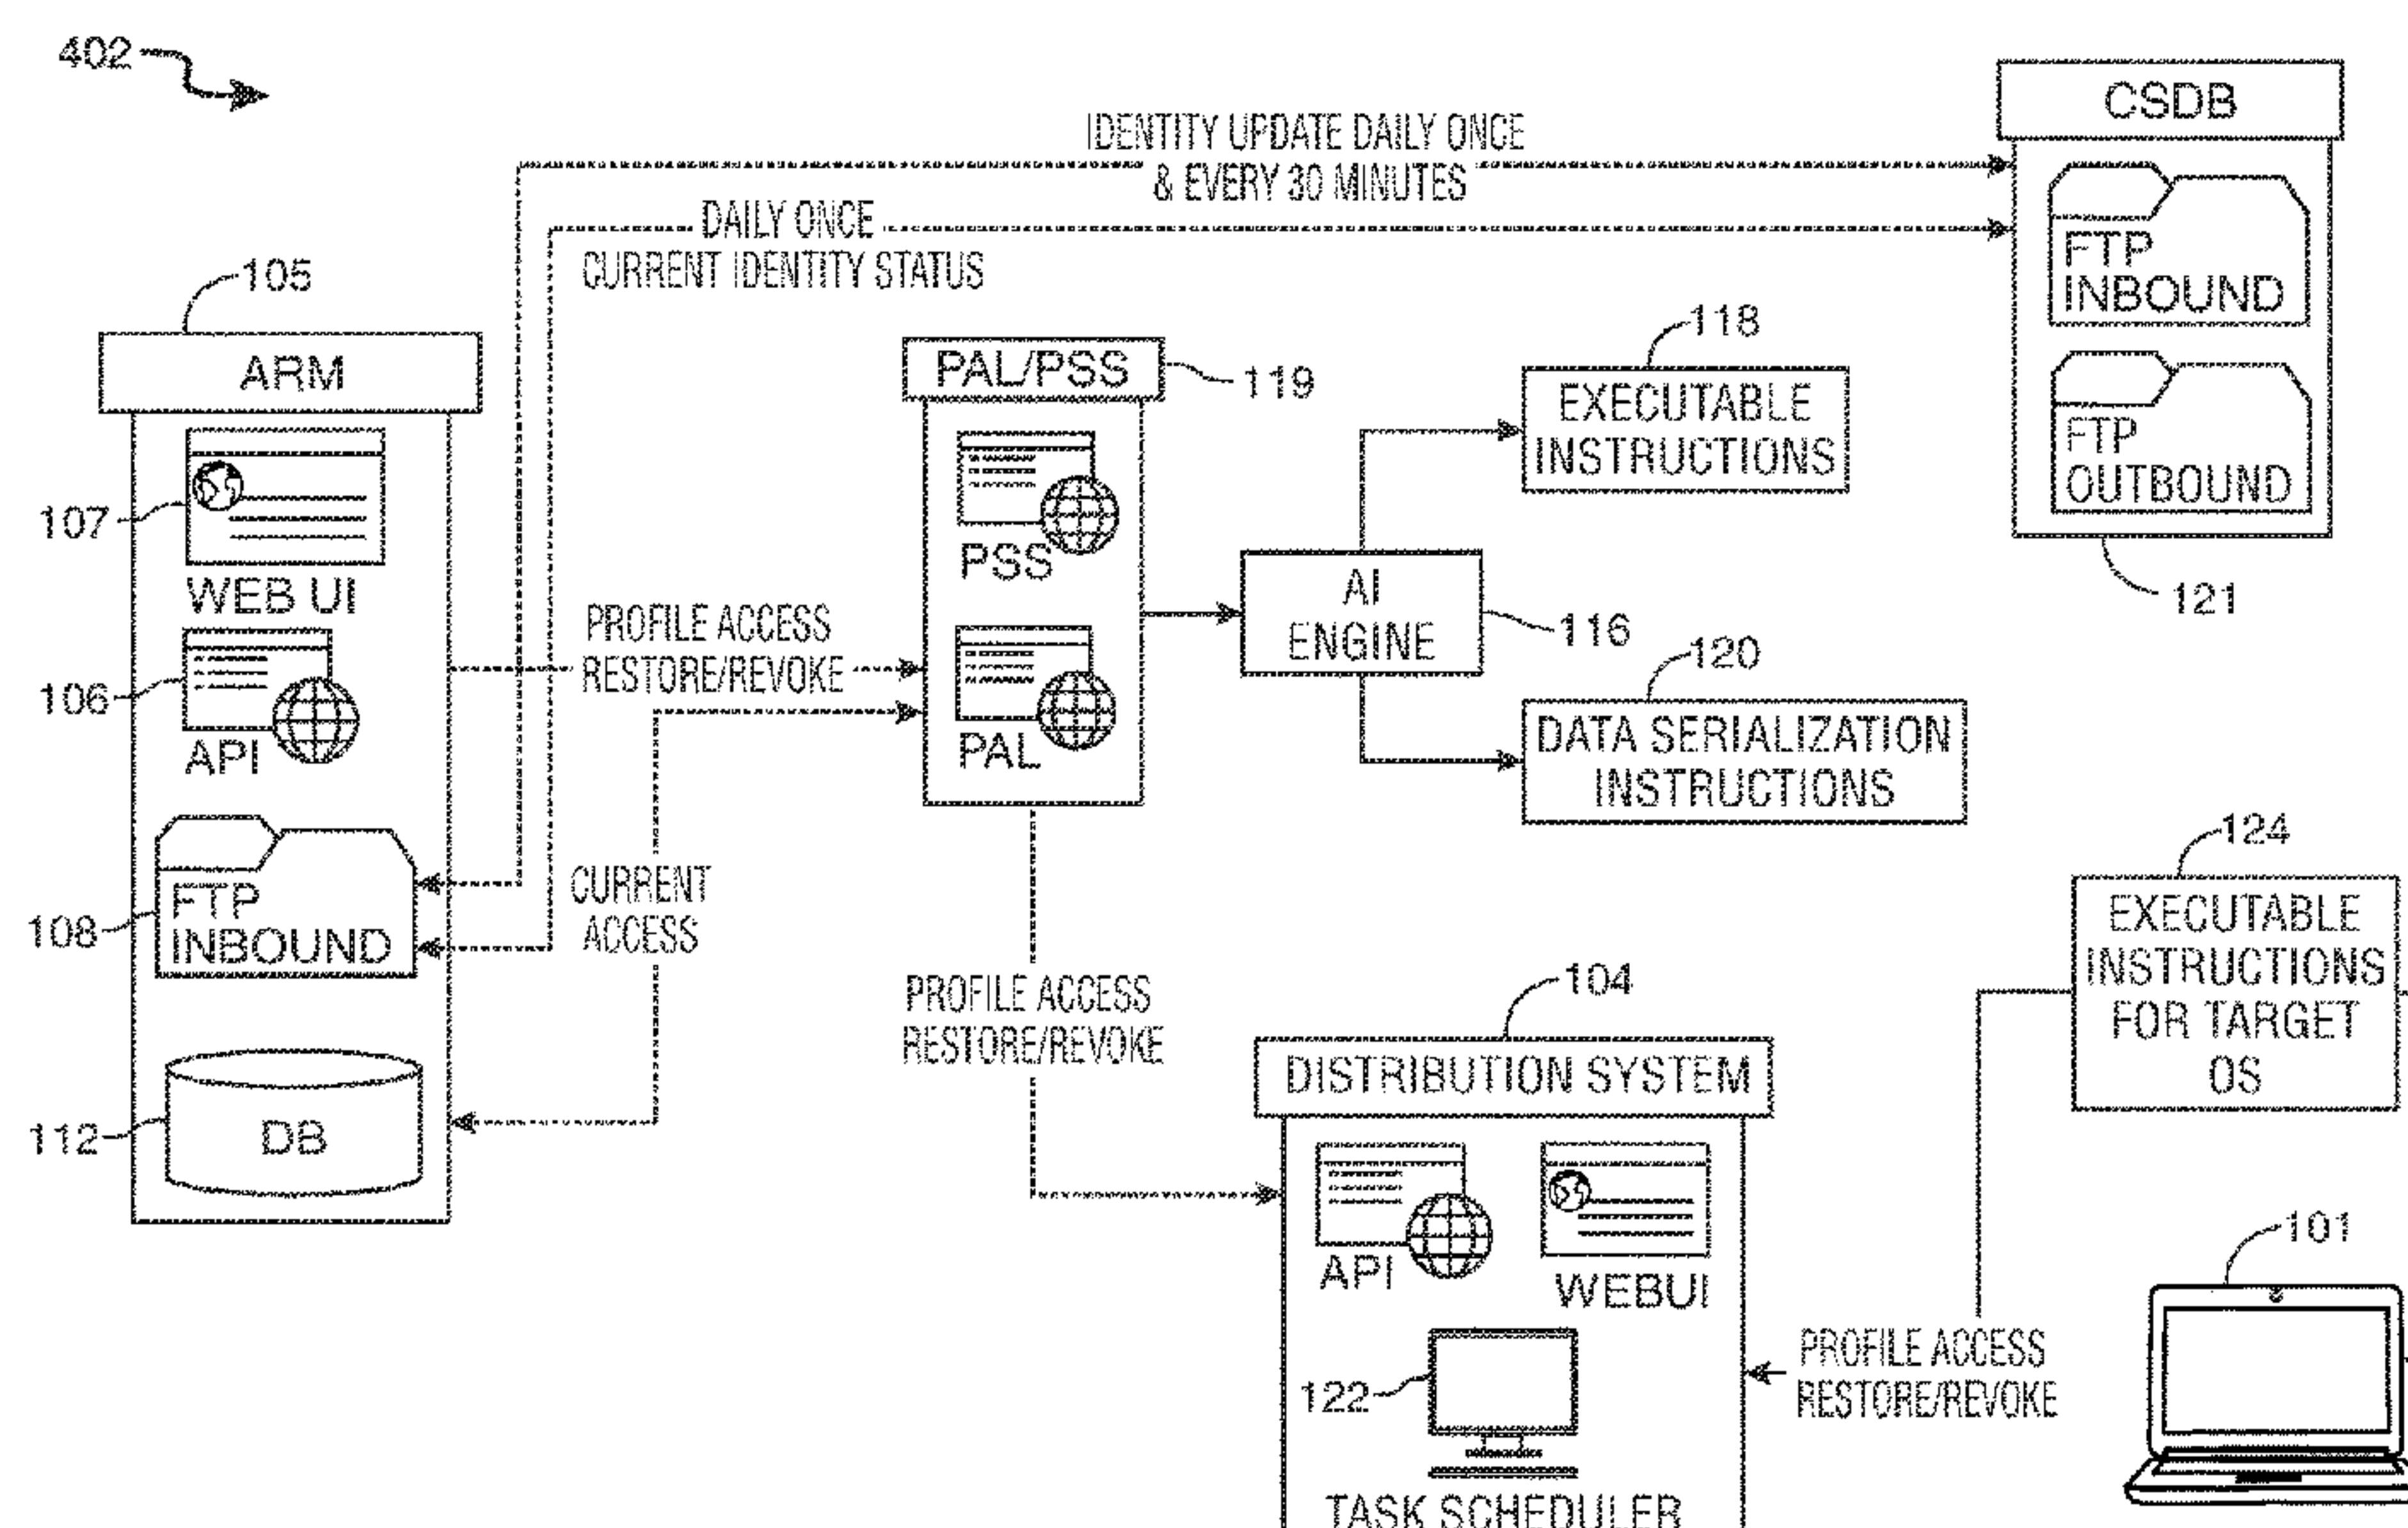 402
CSDB
IDENTITY UPDATE DAILY ONCE
& EVERY 30 MINUTES
DAILY ONCE
CURRENT IDENTITY STATUS
FTP
INBOUND
FTP
OUTBOUND
121
105
ARM
107
WEB UI
106
API
108
FTP
INBOUND
112
DB
PROFILE ACCESS
RESTORE/REVOKE
CURRENT
ACCESS
PAL/PSS
119
PSS
PAL
118
EXECUTABLE
INSTRUCTIONS
AI
ENGINE
116
120
DATA SERIALIZATION
INSTRUCTIONS
PROFILE ACCESS
RESTORE/REVOKE
104
DISTRIBUTION SYSTEM
API
WEBUI
122
TASK SCHEDULER
124
EXECUTABLE
INSTRUCTIONS
FOR TARGET
OS
PROFILE ACCESS
RESTORE/REVOKE
101